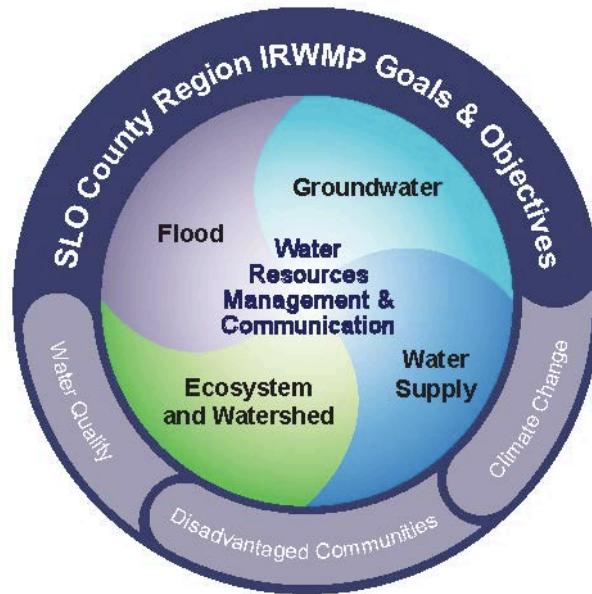 SLO County Region IRWMP Goals & Objectives
Groundwater
Flood
Water
Resources
Management &
Communication
Ecosystem
and Watershed
Water
Supply
Water Quality
Disadvantaged Communities
Climate Change